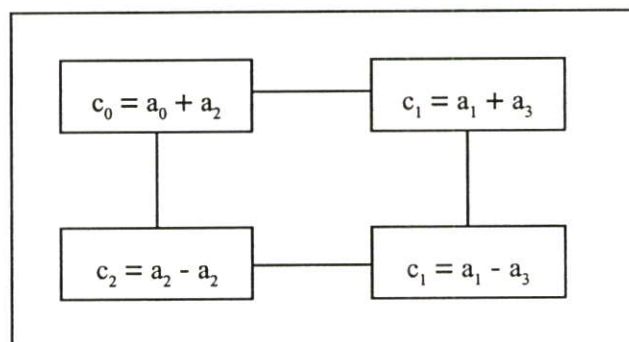 c₀ = a₀ + a₂
c₁ = a₁ + a₃
c₂ = a₂ - a₂
c₁ = a₁ - a₃